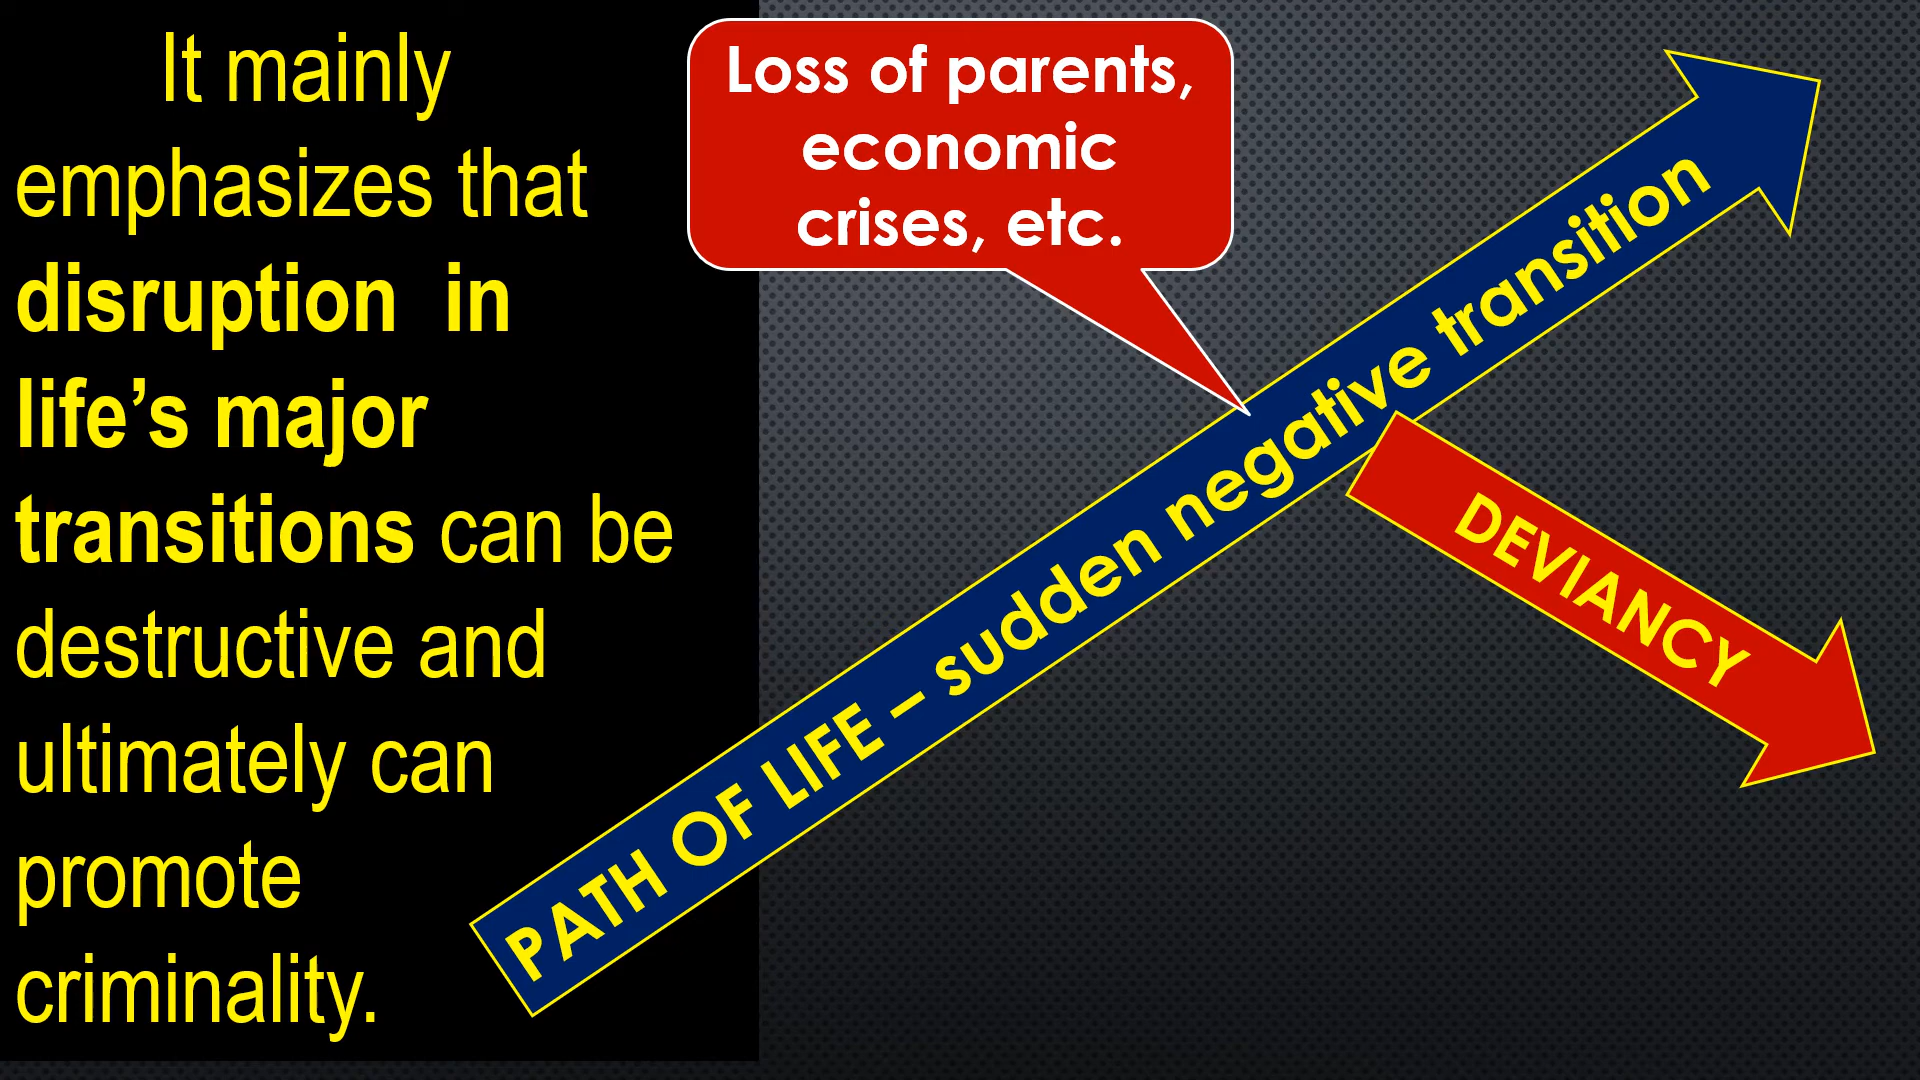 It mainly
emphasizes that
disruption  in
life’s major
transitions can be
destructive and
ultimately can
promote
criminality.
Loss of parents,
economic
crises, etc.
PATH OF LIFE – sudden negative transition
DEVIANCY